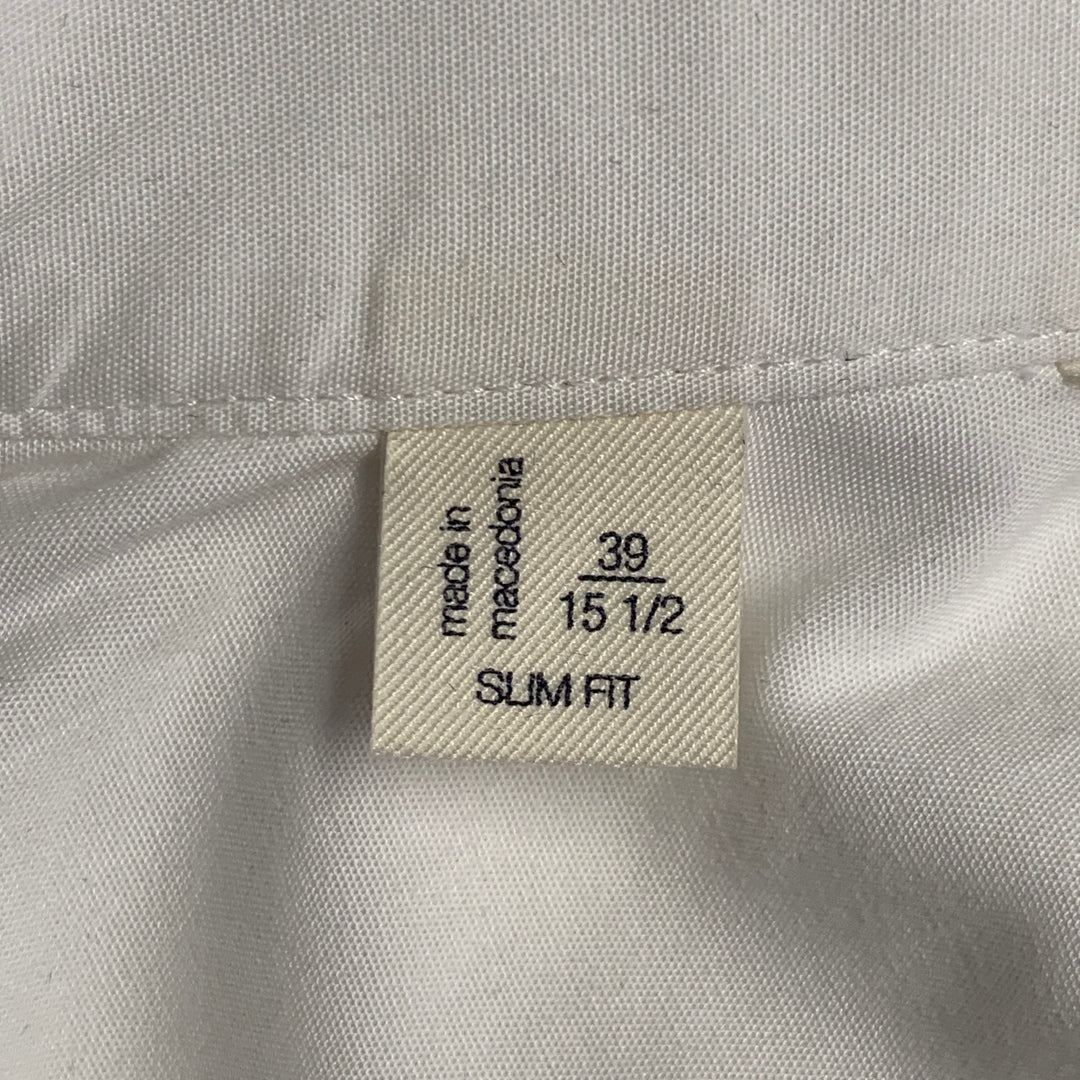 made in
macedonia
39
15 1/2
SLIM FIT